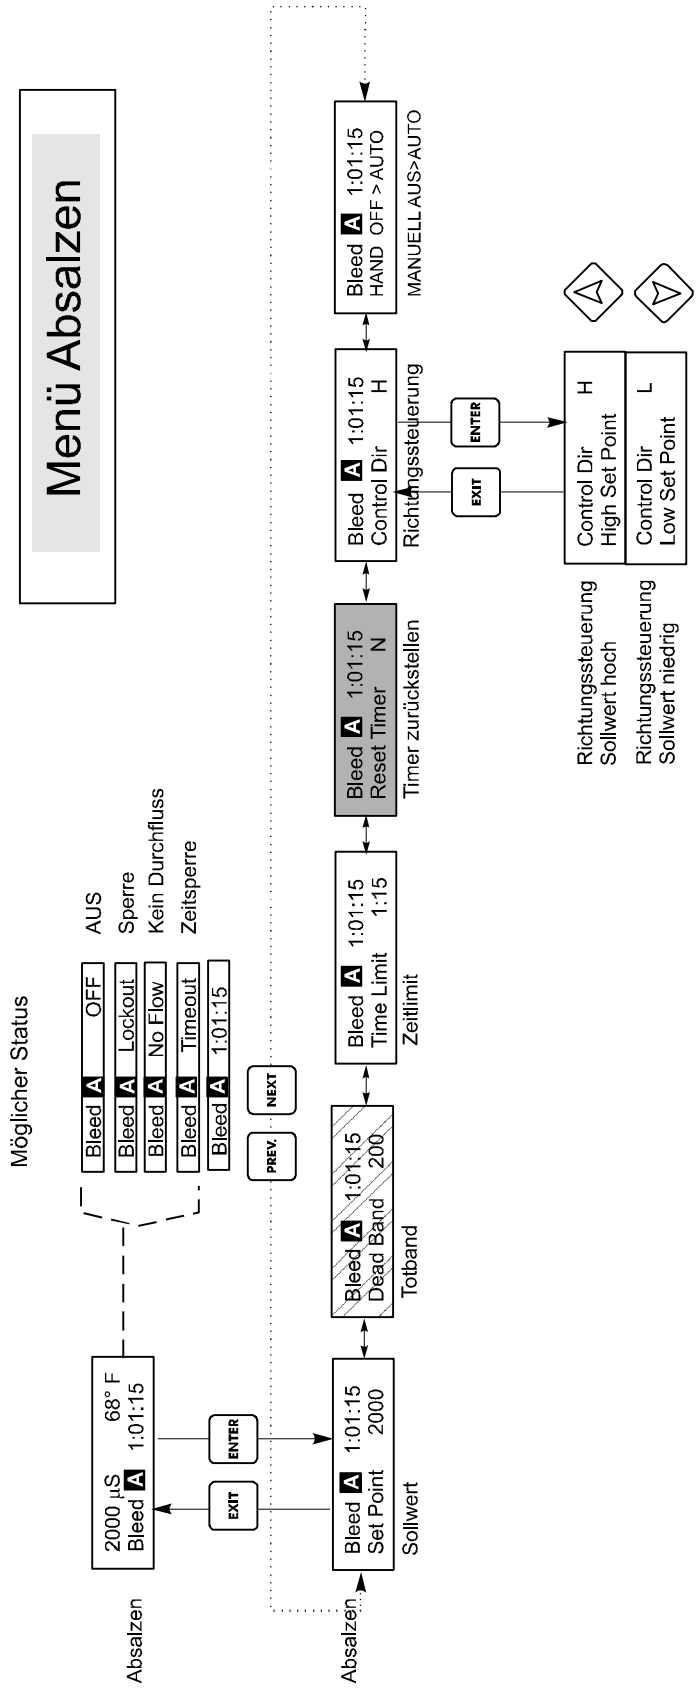 Menü Absalzen
Möglicher Status
Bleed A OFF
AUS
Bleed A Lockout
Sperre
Bleed A No Flow
Kein Durchfluss
Bleed A Timeout
Zeitsperre
Bleed A 1:01:15
2000 µS 68° F
Bleed A 1:01:15
Absalzen
EXIT
ENTER
PREV.
NEXT
Absalzen
Bleed A 1:01:15
Set Point 2000
Sollwert
Bleed A 1:01:15
Dead Band 200
Totband
Bleed A 1:01:15
Time Limit 1:15
Zeitlimit
Bleed A 1:01:15
Reset Timer N
Timer zurückstellen
Bleed A 1:01:15
Control Dir H
Richtungssteuerung
Bleed A 1:01:15
HAND OFF > AUTO
MANUELL AUS>AUTO
EXIT
ENTER
Control Dir H
High Set Point
Richtungssteuerung
Sollwert hoch
Control Dir L
Low Set Point
Richtungssteuerung
Sollwert niedrig